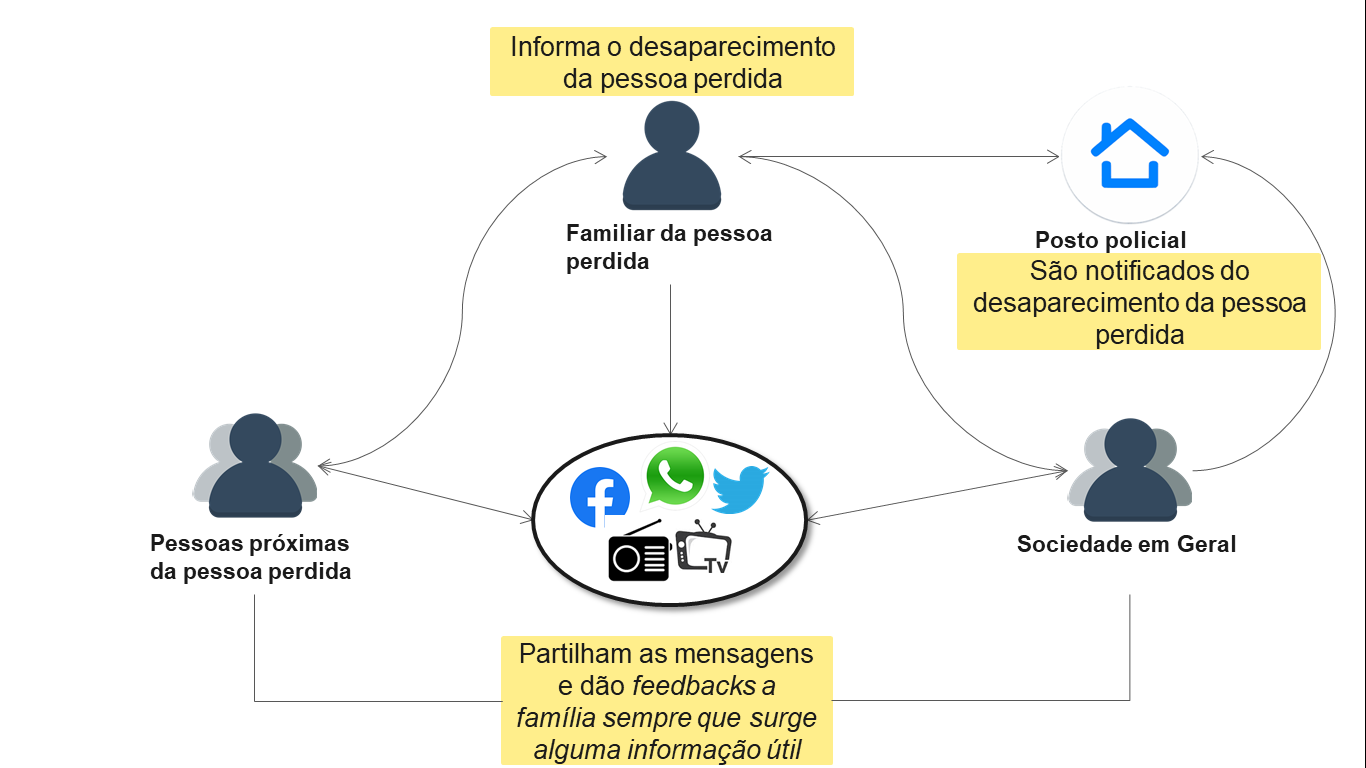 Informa o desaparecimento
da pessoa perdida
Familiar da pessoa
perdida
Posto policial
São notificados do
desaparecimento da pessoa
perdida
Pessoas próximas
da pessoa perdida
Tv
Sociedade em Geral
Partilham as mensagens
e dão feedbacks a
família sempre que surge
alguma informação útil